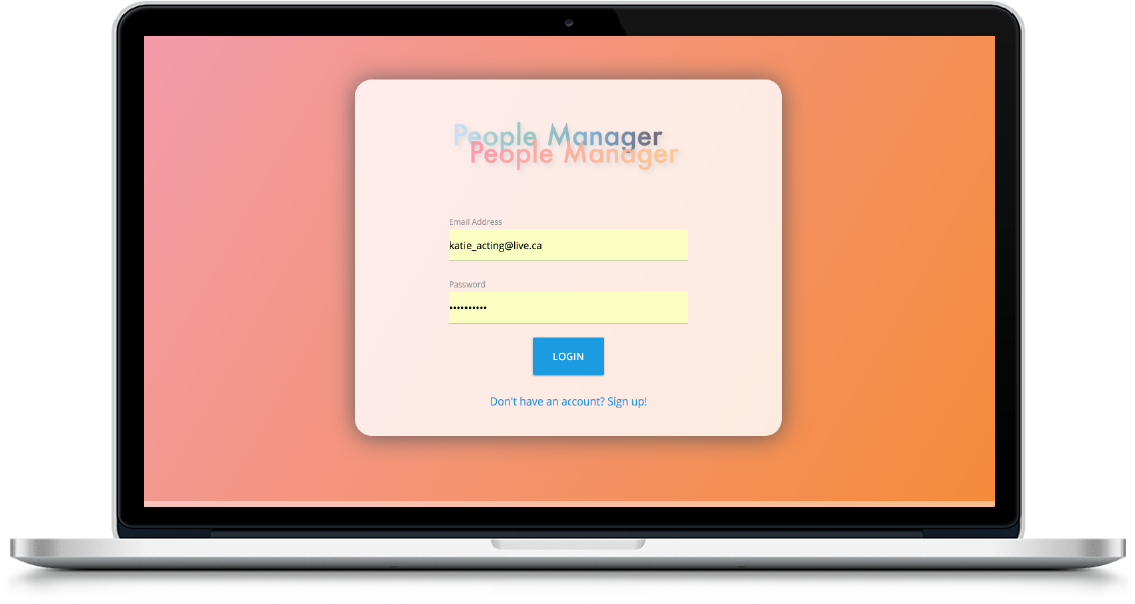 People Manager
People Manager
Email Address
katie_acting@live.ca
Password
••••••••••
LOGIN
Don't have an account? Sign up!